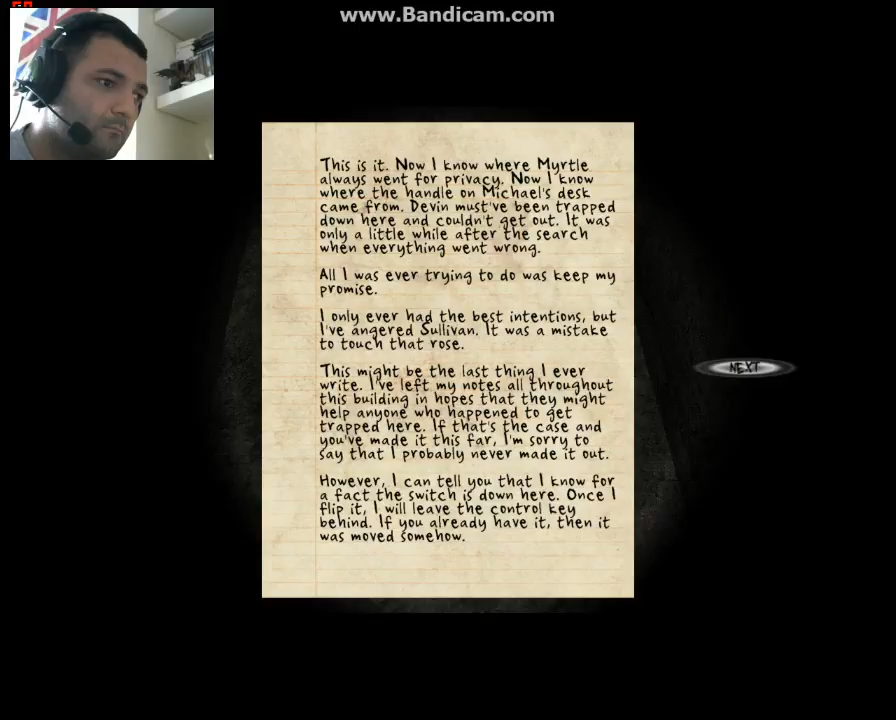 www.Bandicam.com
This is it. Now I know where Myrtle
always went for privacy. Now I know
where the handle on Michael's desk
came from. Devin must've been trapped
down here and couldn't get out. It was
only a little while after the search
when everything went wrong.
All I was ever trying to do was keep my
promise.
I only ever had the best intentions, but
I've angered Sullivan. It was a mistake
to touch that rose.
This might be the last thing I ever
write. I've left my notes all throughout
this building in hopes that they might
help anyone who happened to get
trapped here. If that's the case and
you've made it this far, I'm sorry to
say that I probably never made it out.
However, I can tell you that I know for
a fact the switch is down here. Once I
flip it, I will leave the control key
behind. If you already have it, then it
was moved somehow.
NEXT